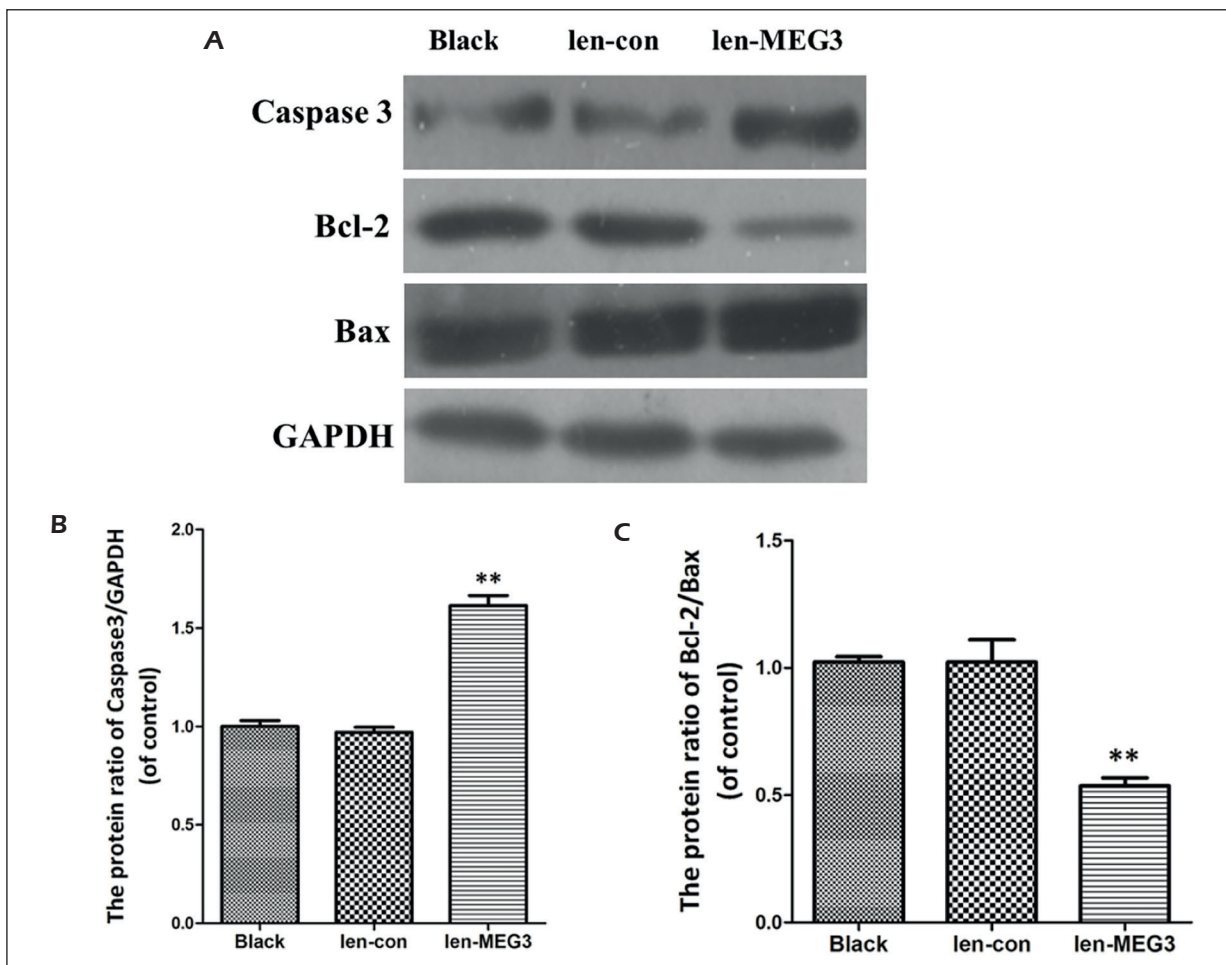 A
Black len-con len-MEG3
Caspase 3
Bcl-2
Bax
GAPDH
B
The protein ratio of Caspase3/GAPDH
(of control)
2.0
1.5
1.0
0.5
0.0
**
Black len-con len-MEG3
C
The protein ratio of Bcl-2/Bax
(of control)
1.5
1.0
0.5
0.0
**
Black len-con len-MEG3